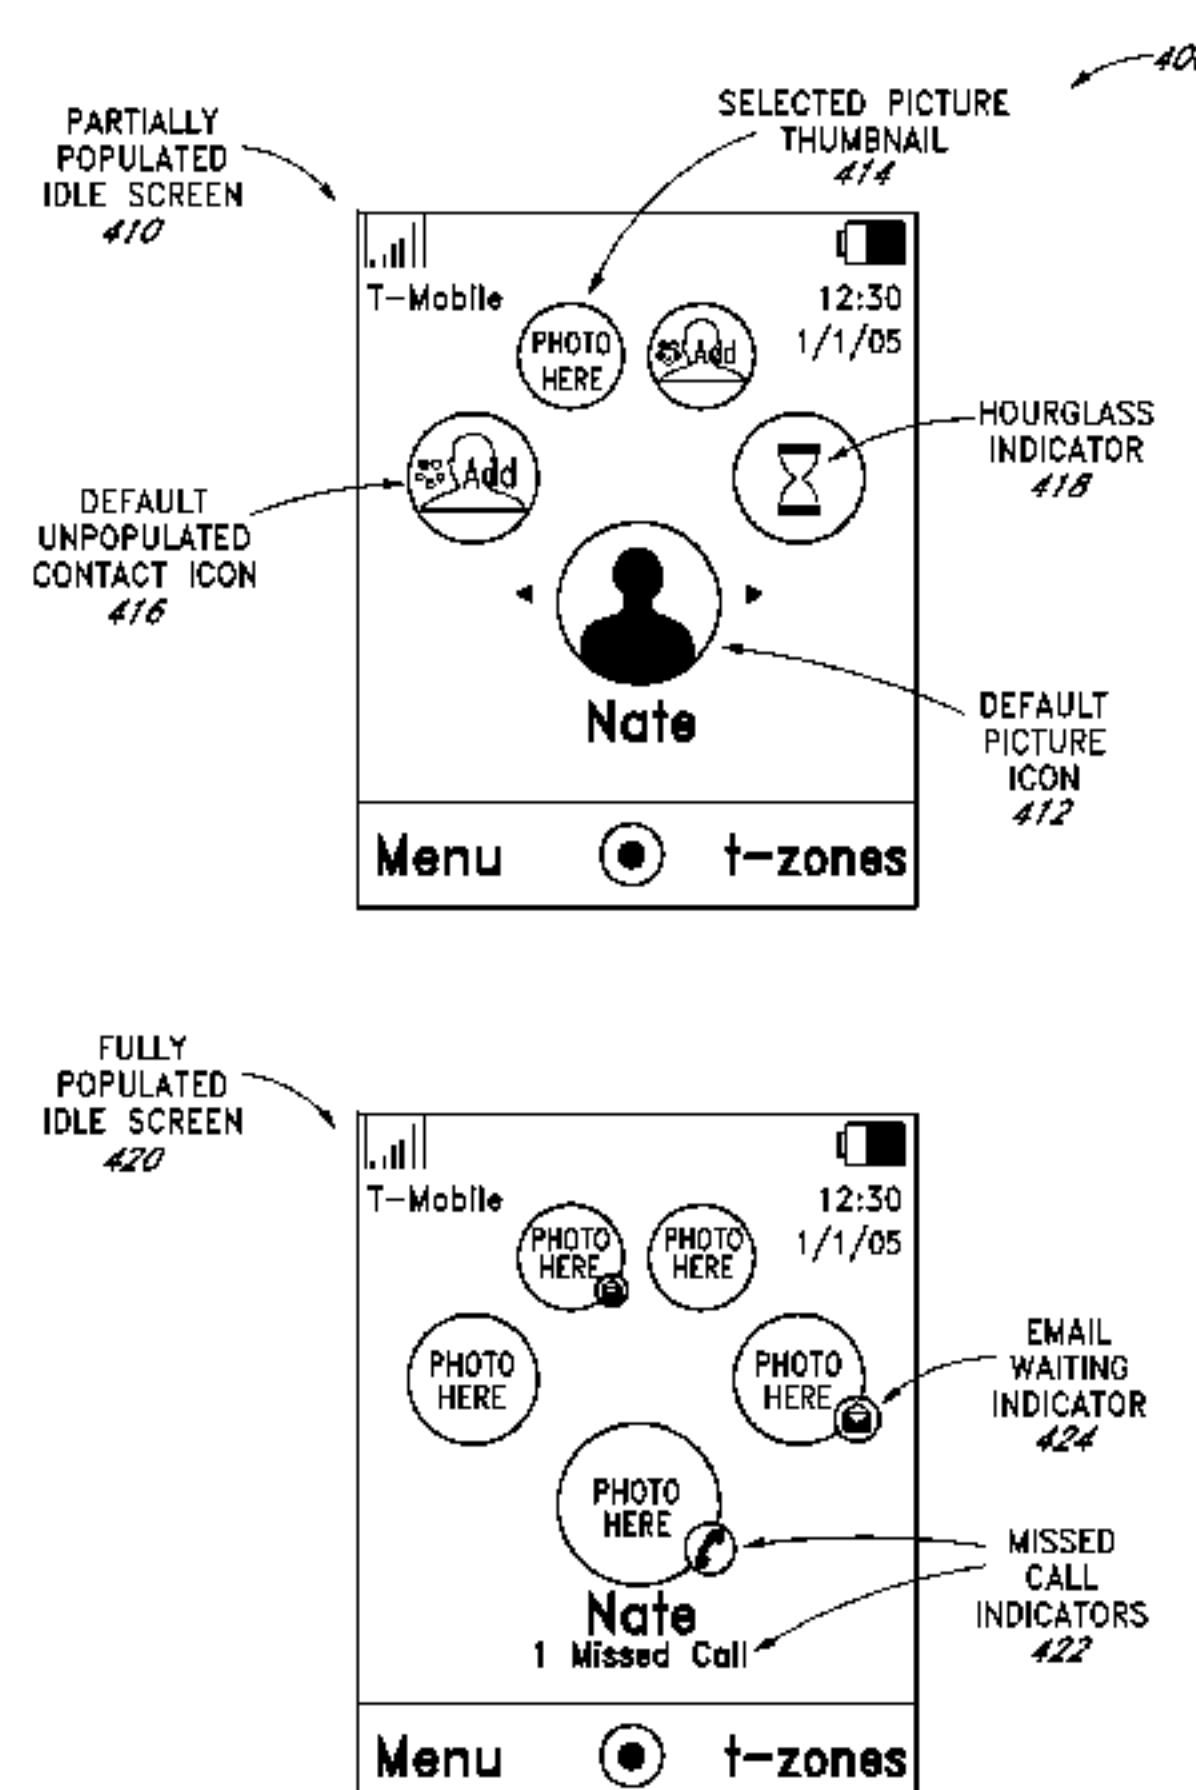 PARTIALLY
POPULATED
IDLE SCREEN
410
SELECTED PICTURE
THUMBNAIL
414
T-Mobile
12:30
1/1/05
PHOTO
HERE
Add
Add
HOURGLASS
INDICATOR
418
DEFAULT
UNPOPULATED
CONTACT ICON
416
Nate
DEFAULT
PICTURE
ICON
412
Menu
t-zones
FULLY
POPULATED
IDLE SCREEN
420
T-Mobile
12:30
1/1/05
PHOTO
HERE
PHOTO
HERE
PHOTO
HERE
PHOTO
HERE
EMAIL
WAITING
INDICATOR
424
PHOTO
HERE
MISSED
CALL
INDICATORS
422
Nate
1 Missed Call
Menu
t-zones